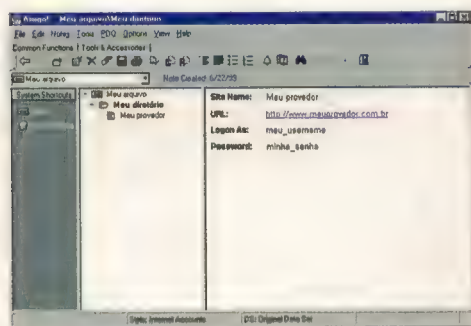 Amigo! Meu arquivo\Meu diretório
File Edit Notes Tools PDQ Options View Help
Common Functions | Tools & Accessories |
Meu arquivo
Note Created: 6/22/99
System Shortcuts
Meu arquivo
Meu diretório
Meu provedor
Site Name: Meu provedor
URL: http://www.meuprovedor.com.br
Logon As: meu_username
Password: minha_senha
Style: Internet Accounts
DS: Original Data Set